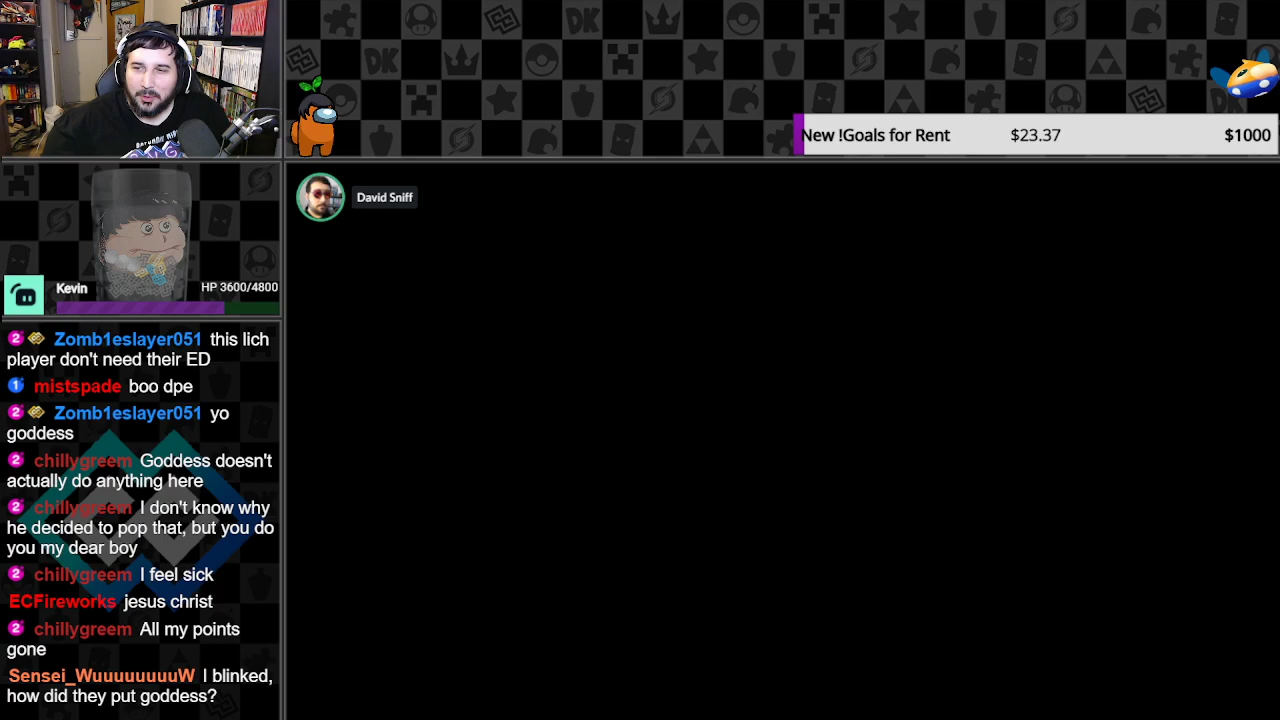 New !Goals for Rent $23.37 $1000
David Sniff
Kevin HP 3600/4800
Zomb1eslayer051 this lich
player don't need their ED
mistspade boo dpe
Zomb1eslayer051 yo
goddess
chillygreem Goddess doesn't
actually do anything here
chillygreem I don't know why
he decided to pop that, but you do
you my dear boy
chillygreem I feel sick
ECFireworks jesus christ
chillygreem All my points
gone
Sensei_WuuuuuuuuW I blinked,
how did they put goddess?